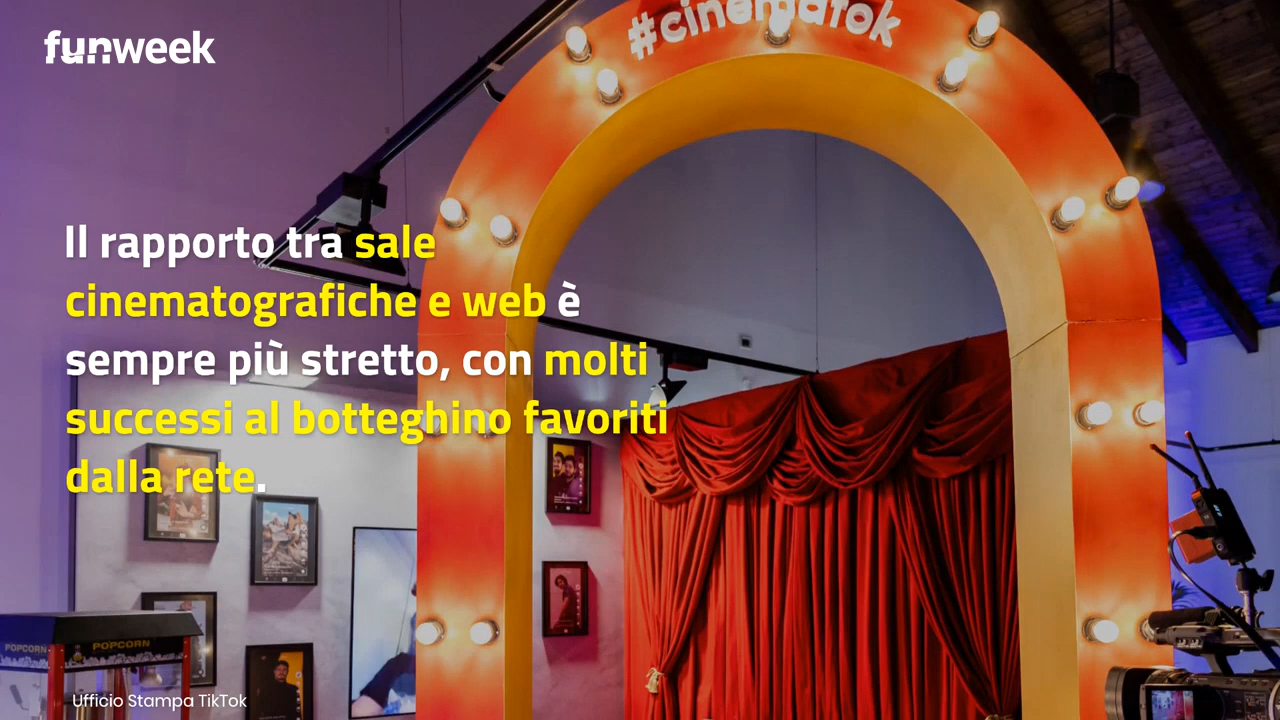 funweek
#cinematok
Il rapporto tra sale
cinematografiche e web è
sempre più stretto, con molti
successi al botteghino favoriti
dalla rete.
POPCORN
POPCORN
Ufficio Stampa TikTok